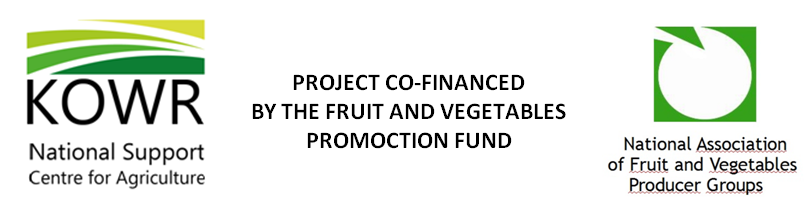 KOWR
National Support
Centre for Agriculture
PROJECT CO-FINANCED
BY THE FRUIT AND VEGETABLES
PROMOCTION FUND
National Association
of Fruit and Vegetables
Producer Groups